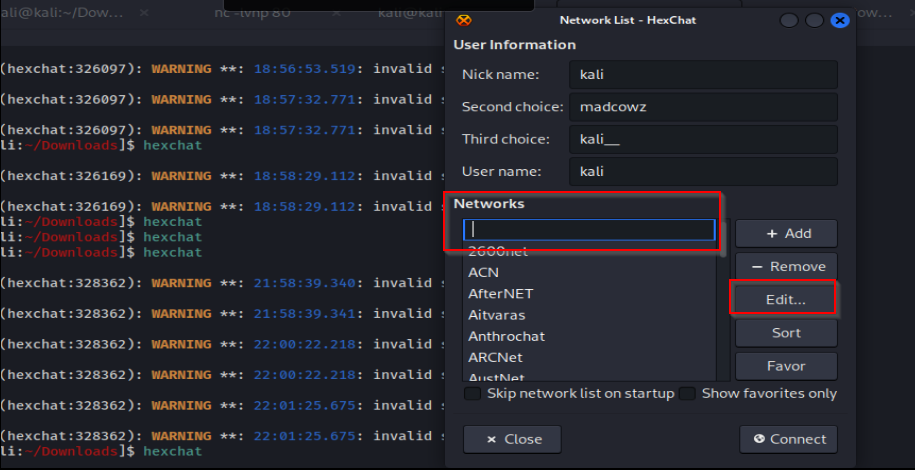 ali@kali:~/Dow...
nc -lvnp 80
kali@kali
ow...
(hexchat:326097): WARNING **: 18:56:53.519: invalid
(hexchat:326097): WARNING **: 18:57:32.771: invalid
(hexchat:326097): WARNING **: 18:57:32.771: invalid
li:~/Downloads]$ hexchat
(hexchat:326169): WARNING **: 18:58:29.112: invalid
(hexchat:326169): WARNING **: 18:58:29.112: invalid
li:~/Downloads]$ hexchat
li:~/Downloads]$ hexchat
li:~/Downloads]$ hexchat
(hexchat:328362): WARNING **: 21:58:39.340: invalid
(hexchat:328362): WARNING **: 21:58:39.341: invalid
(hexchat:328362): WARNING **: 22:00:22.218: invalid
(hexchat:328362): WARNING **: 22:00:22.218: invalid
(hexchat:328362): WARNING **: 22:01:25.675: invalid
(hexchat:328362): WARNING **: 22:01:25.675: invalid
li:~/Downloads]$ hexchat
Network List - HexChat
User Information
Nick name: kali
Second choice: madcowz
Third choice: kali__
User name: kali
Networks
2600net
ACN
AfterNET
Aitvaras
Anthrochat
ARCNet
AustNet
+ Add
− Remove
Edit...
Sort
Favor
Skip network list on startup
Show favorites only
× Close
Connect